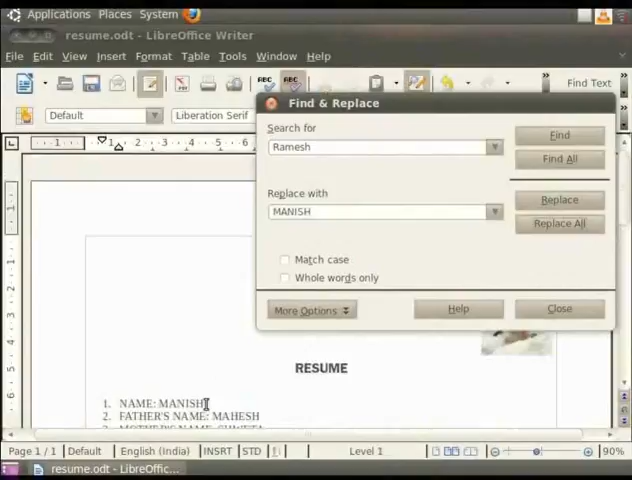 Applications Places System
resume.odt - LibreOffice Writer
File Edit View Insert Format Table Tools Window Help
ABC ABC
Find Text
Default
Liberation Serif
Find & Replace
Search for
Ramesh
Find
Find All
Replace with
MANISH
Replace
Replace All
Match case
Whole words only
More Options
Help
Close
RESUME
1. NAME: MANISH
2. FATHER'S NAME: MAHESH
Page 1 / 1 Default English (India) INSRT STD Level 1 90%
resume.odt - LibreOffic...